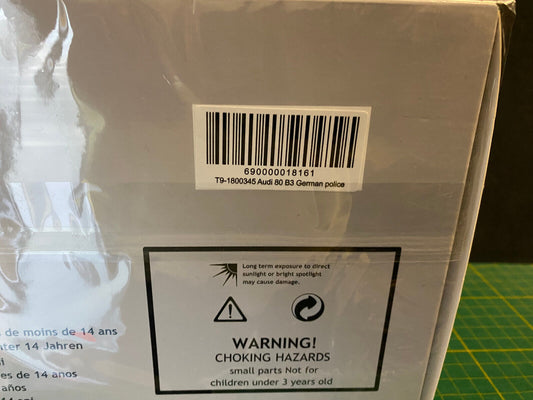 690000018161
T9-1800345 Audi 80 B3 German police
Long term exposure to direct
sunlight or bright spotlight
may cause damage.
WARNING!
CHOKING HAZARDS
small parts Not for
children under 3 years old
de moins de 14 ans
14 Jahren
de 14 anos
años